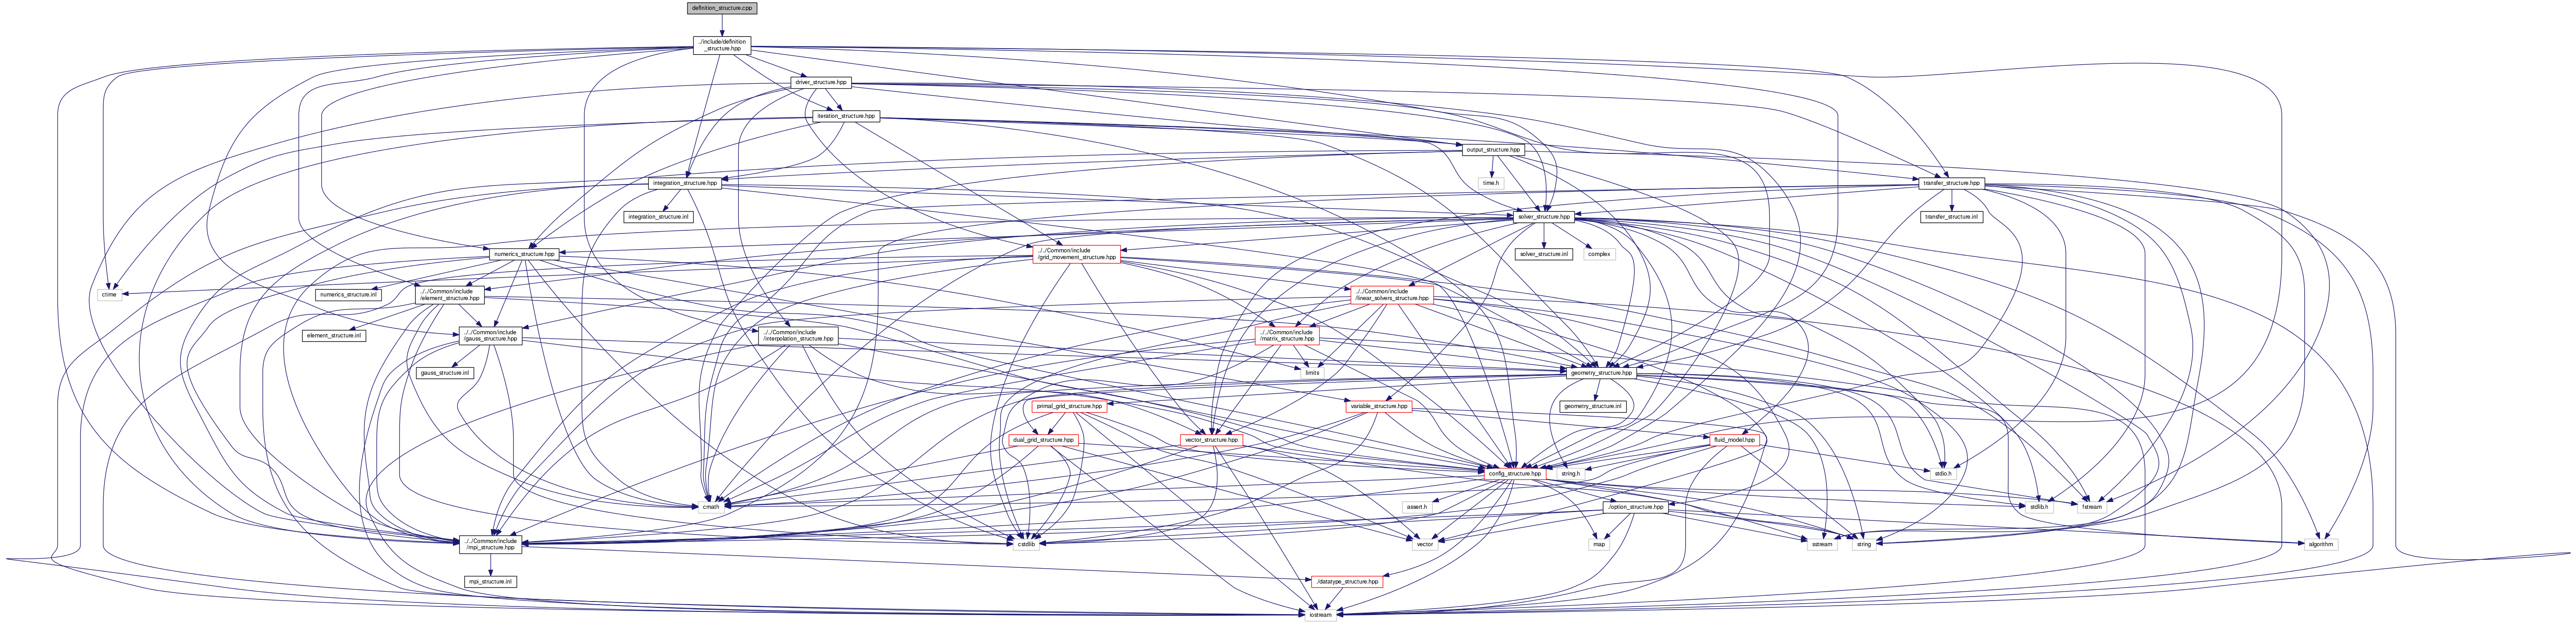 definition_structure.cpp
../include/definition
_structure.hpp
driver_structure.hpp
iteration_structure.hpp
output_structure.hpp
integration_structure.hpp
time.h
transfer_structure.hpp
integration_structure.inl
solver_structure.hpp
transfer_structure.inl
numerics_structure.hpp
../../Common/include
/grid_movement_structure.hpp
solver_structure.inl
complex
ctime
numerics_structure.inl
../../Common/include
/element_structure.hpp
../../Common/include
/linear_solvers_structure.hpp
element_structure.inl
../../Common/include
/gauss_structure.hpp
../../Common/include
/interpolation_structure.hpp
../../Common/include
/matrix_structure.hpp
gauss_structure.inl
limits
geometry_structure.hpp
primal_grid_structure.hpp
variable_structure.hpp
geometry_structure.inl
dual_grid_structure.hpp
vector_structure.hpp
fluid_model.hpp
config_structure.hpp
string.h
stdio.h
cmath
assert.h
./option_structure.hpp
stdlib.h
fstream
../../Common/include
/mpi_structure.hpp
cstdlib
vector
map
sstream
string
algorithm
mpi_structure.inl
./datatype_structure.hpp
iostream